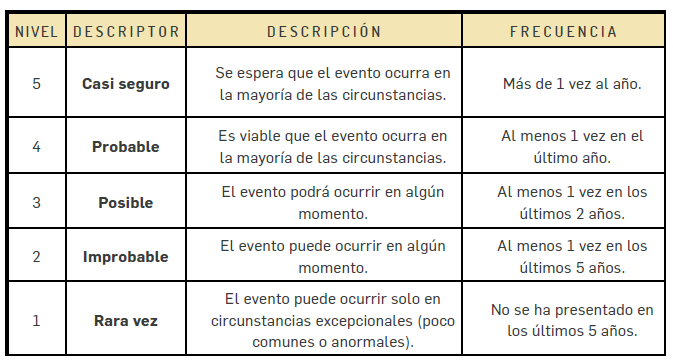 NIVEL DESCRIPTOR DESCRIPCIÓN FRECUENCIA
5 Casi seguro Se espera que el evento ocurra en la mayoría de las circunstancias. Más de 1 vez al año.
4 Probable Es viable que el evento ocurra en la mayoría de las circunstancias. Al menos 1 vez en el último año.
3 Posible El evento podrá ocurrir en algún momento. Al menos 1 vez en los últimos 2 años.
2 Improbable El evento puede ocurrir en algún momento. Al menos 1 vez en los últimos 5 años.
1 Rara vez El evento puede ocurrir solo en circunstancias excepcionales (poco comunes o anormales). No se ha presentado en los últimos 5 años.